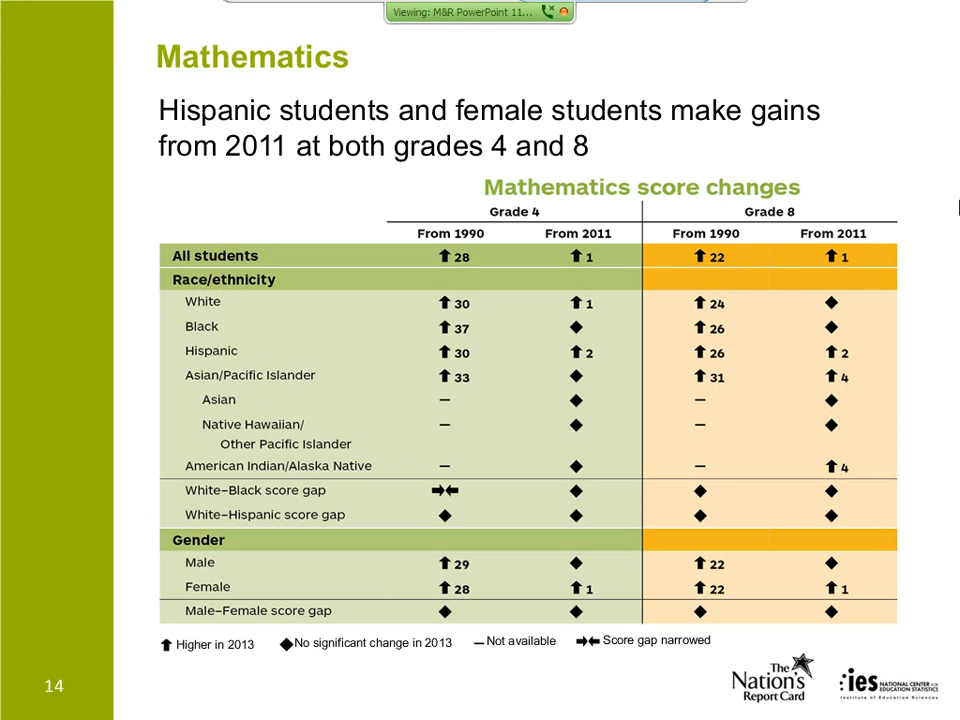 Viewing: M&R PowerPoint 11...
Mathematics
Hispanic students and female students make gains
from 2011 at both grades 4 and 8
Mathematics score changes
Grade 4 Grade 8
From 1990 From 2011 From 1990 From 2011
All students 28 1 22 1
Race/ethnicity
White 30 1 24
Black 37 26
Hispanic 30 2 26 2
Asian/Pacific Islander 33 31 4
Asian – –
Native Hawaiian/ – –
Other Pacific Islander
American Indian/Alaska Native – – 4
White–Black score gap
White–Hispanic score gap
Gender
Male 29 22
Female 28 1 22 1
Male–Female score gap
Higher in 2013 No significant change in 2013 – Not available Score gap narrowed
14
The
Nation's
Report Card
ies NATIONAL CENTER FOR
EDUCATION STATISTICS
Institute of Education Sciences